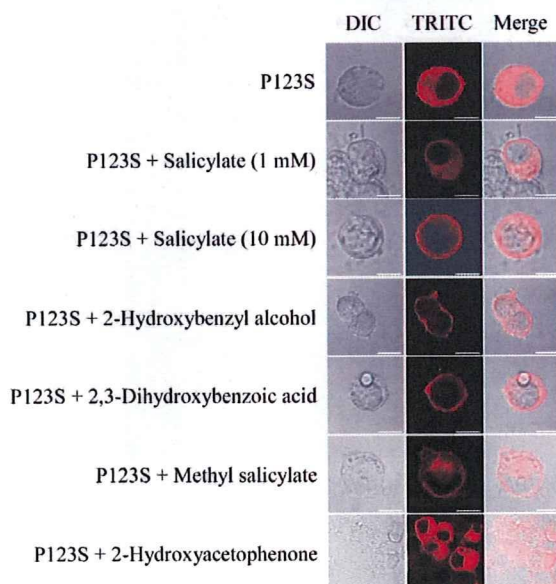 DIC TRITC Merge
P123S
P123S + Salicylate (1 mM)
P123S + Salicylate (10 mM)
P123S + 2-Hydroxybenzyl alcohol
P123S + 2,3-Dihydroxybenzoic acid
P123S + Methyl salicylate
P123S + 2-Hydroxyacetophenone